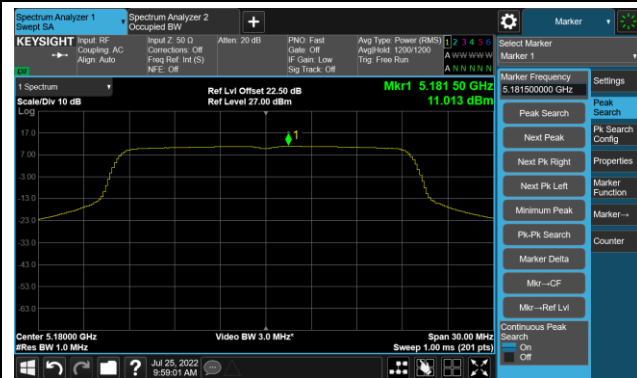 Spectrum Analyzer 1
Swept SA
Spectrum Analyzer 2
Occupied BW
+
Marker
KEYSIGHT
Input: RF
Coupling: AC
Align: Auto
Input Z: 50 Ω
Corrections: Off
Freq Ref: Int (S)
NFE: Off
Atten: 20 dB
PNO: Fast
Gate: Off
IF Gain: Low
Sig Track: Off
Avg Type: Power (RMS)
Avg|Hold: 1200/1200
Trig: Free Run
1 2 3 4 5 6
A W W W W W
A N N N N N
Select Marker
Marker 1
1 Spectrum
Scale/Div 10 dB
Log
Ref Lvl Offset 22.50 dB
Ref Level 27.00 dBm
Mkr1 5.181 50 GHz
11.013 dBm
17.0
7.00
-3.00
-13.0
-23.0
-33.0
-43.0
-53.0
-63.0
1
Center 5.18000 GHz
#Res BW 1.0 MHz
Video BW 3.0 MHz*
Span 30.00 MHz
Sweep 1.00 ms (201 pts)
Marker Frequency
5.181500000 GHz
Peak Search
Next Peak
Next Pk Right
Next Pk Left
Minimum Peak
Pk-Pk Search
Marker Delta
Mkr→CF
Mkr→Ref Lvl
Continuous Peak
Search
On
Off
Settings
Peak
Search
Pk Search
Config
Properties
Marker
Function
Marker→
Counter
?
Jul 25, 2022
9:59:01 AM